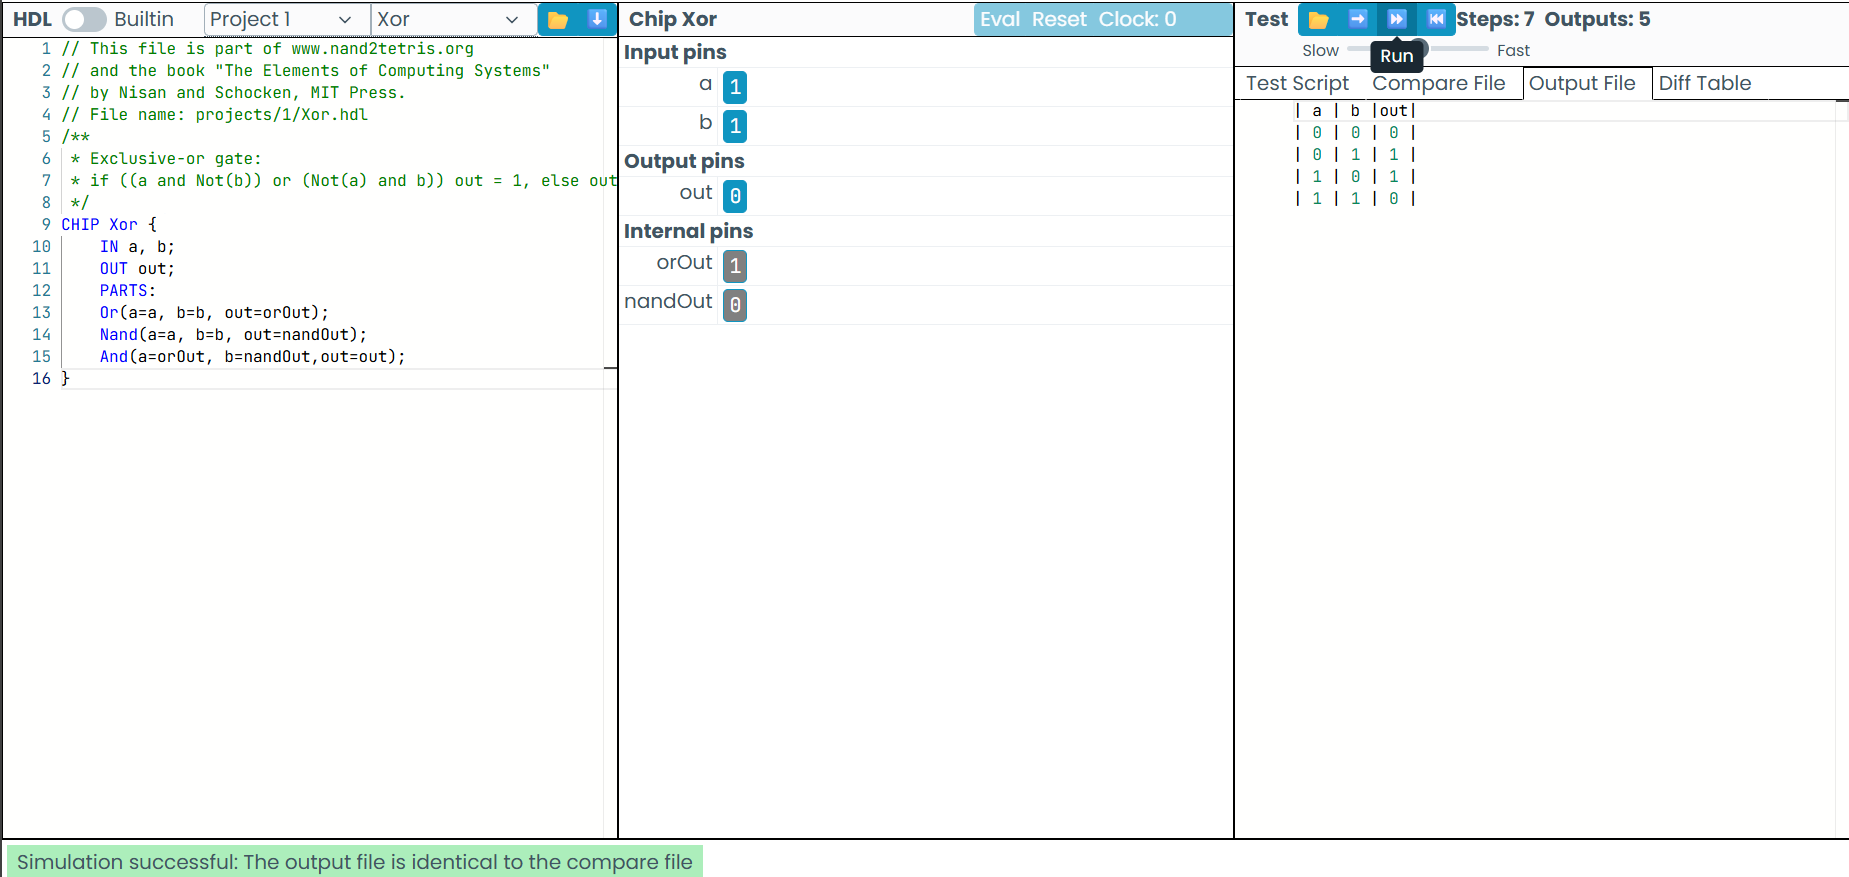 HDL Builtin Project 1 Xor
1 // This file is part of www.nand2tetris.org
2 // and the book "The Elements of Computing Systems"
3 // by Nisan and Schocken, MIT Press.
4 // File name: projects/1/Xor.hdl
5 /**
6 * Exclusive-or gate:
7 * if ((a and Not(b)) or (Not(a) and b)) out = 1, else out
8 */
9 CHIP Xor {
10 IN a, b;
11 OUT out;
12 PARTS:
13 Or(a=a, b=b, out=orOut);
14 Nand(a=a, b=b, out=nandOut);
15 And(a=orOut, b=nandOut,out=out);
16 }
Chip Xor Eval Reset Clock: 0
Input pins
a 1
b 1
Output pins
out 0
Internal pins
orOut 1
nandOut 0
Test Steps: 7 Outputs: 5
Slow Fast
Run
Test Script Compare File Output File Diff Table
| a | b |out|
| 0 | 0 | 0 |
| 0 | 1 | 1 |
| 1 | 0 | 1 |
| 1 | 1 | 0 |
Simulation successful: The output file is identical to the compare file